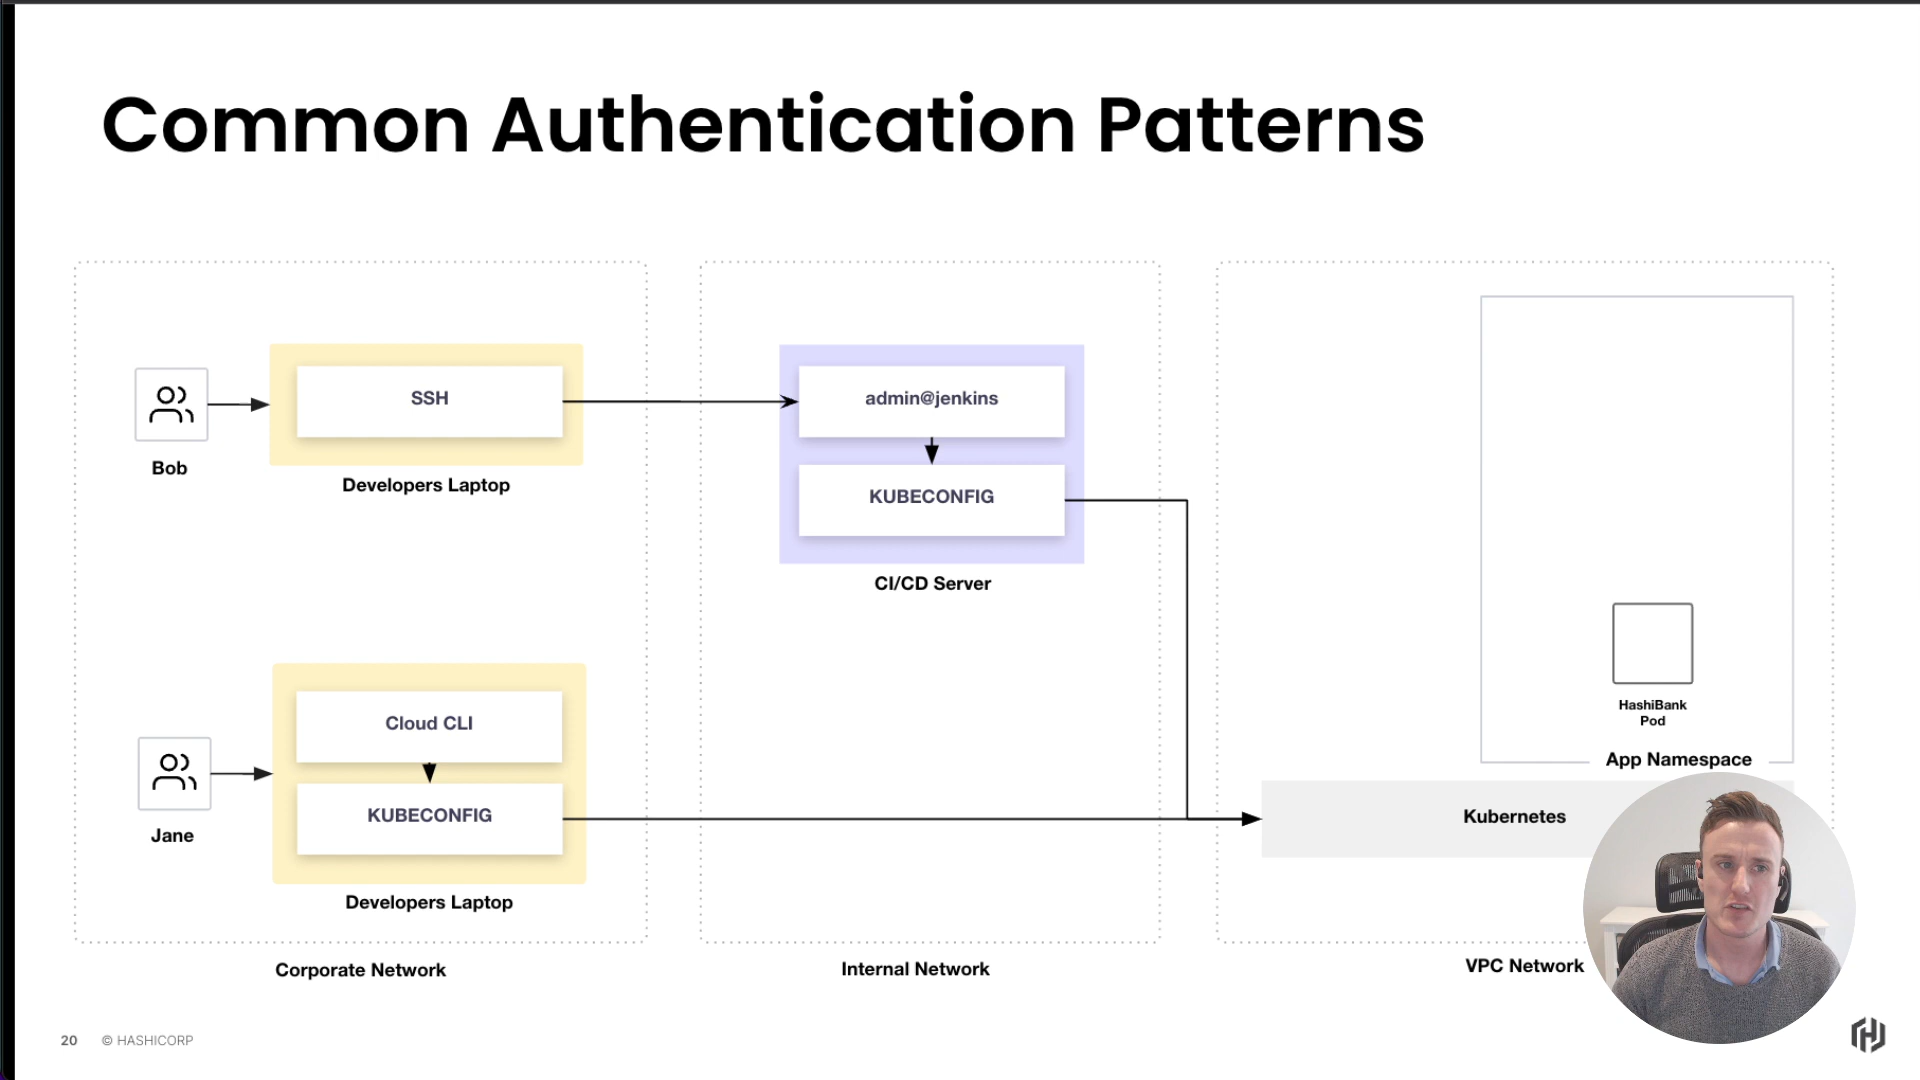 Common Authentication Patterns
SSH
Bob
Developers Laptop
admin@jenkins
KUBECONFIG
CI/CD Server
Cloud CLI
KUBECONFIG
Jane
Developers Laptop
HashiBank
Pod
App Namespace
Kubernetes
Corporate Network
Internal Network
VPC Network
20 © HASHICORP